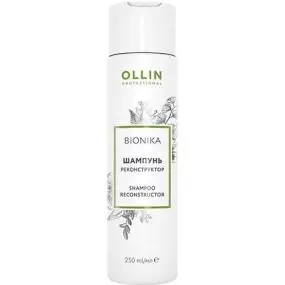 OLLIN
PROFESSIONAL
BIONIKA
ШАМПУНЬ
РЕКОНСТРУКТОР
SHAMPOO
RECONSTRUCTOR
250 ml/мл e